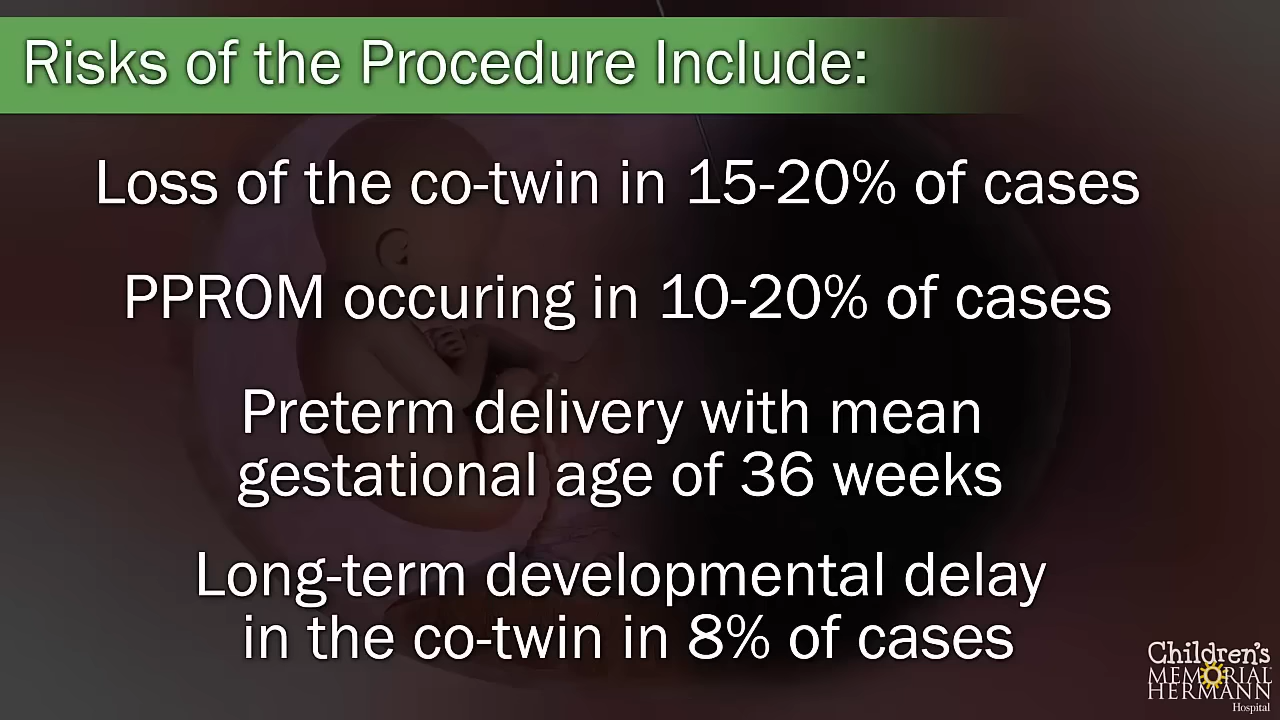 Risks of the Procedure Include:
Loss of the co-twin in 15-20% of cases
PPROM occuring in 10-20% of cases
Preterm delivery with mean
gestational age of 36 weeks
Long-term developmental delay
in the co-twin in 8% of cases
Children's
MEMORIAL
HERMANN
Hospital